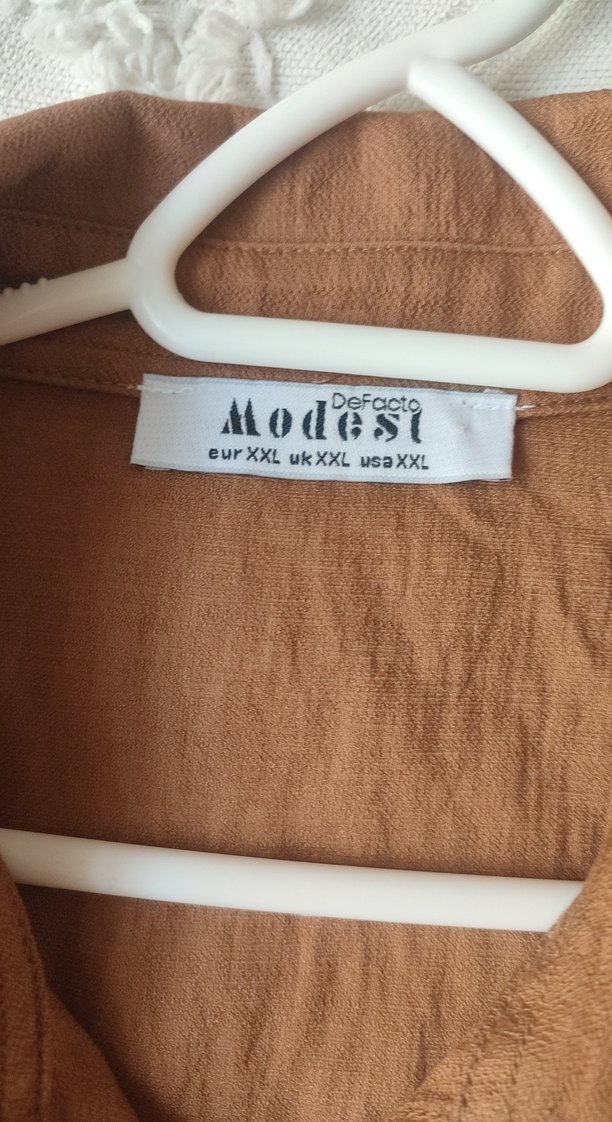 DeFacto
Modest
eur XXL uk XXL usa XXL